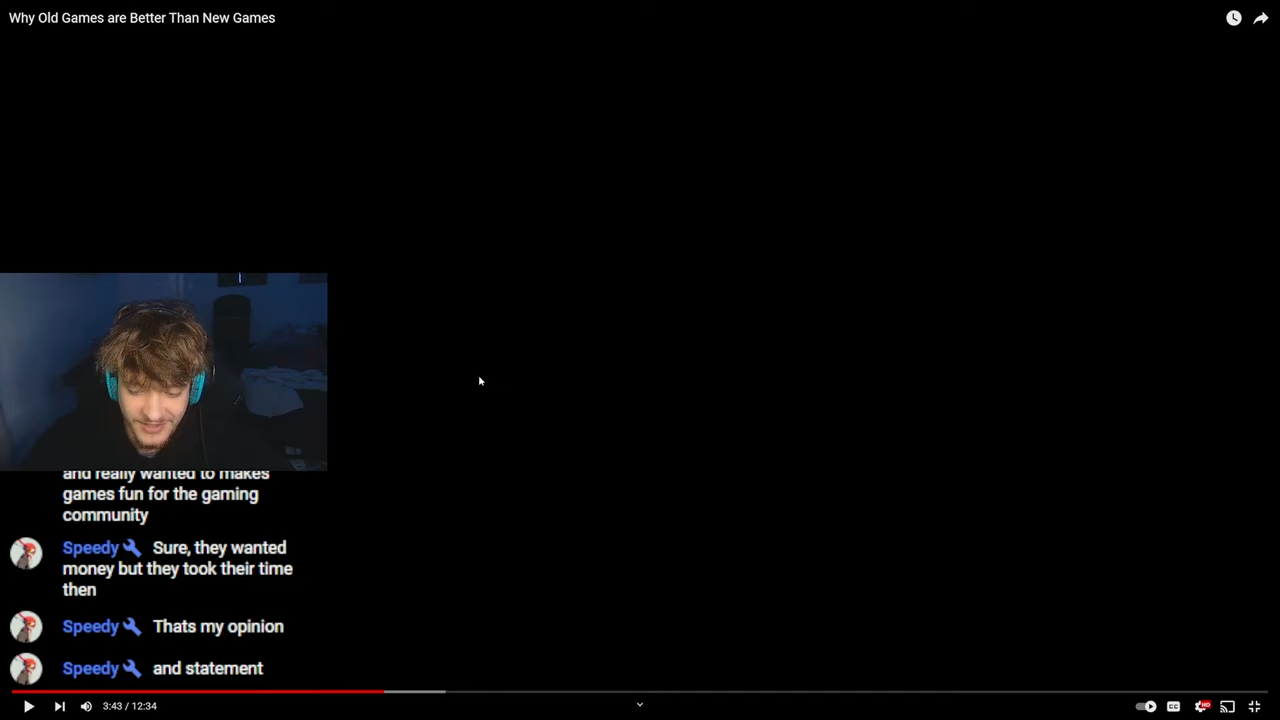 Why Old Games are Better Than New Games
and really wanted to makes
games fun for the gaming
community
Speedy Sure, they wanted
money but they took their time
then
Speedy Thats my opinion
Speedy and statement
3:43 / 12:34
CC
HD